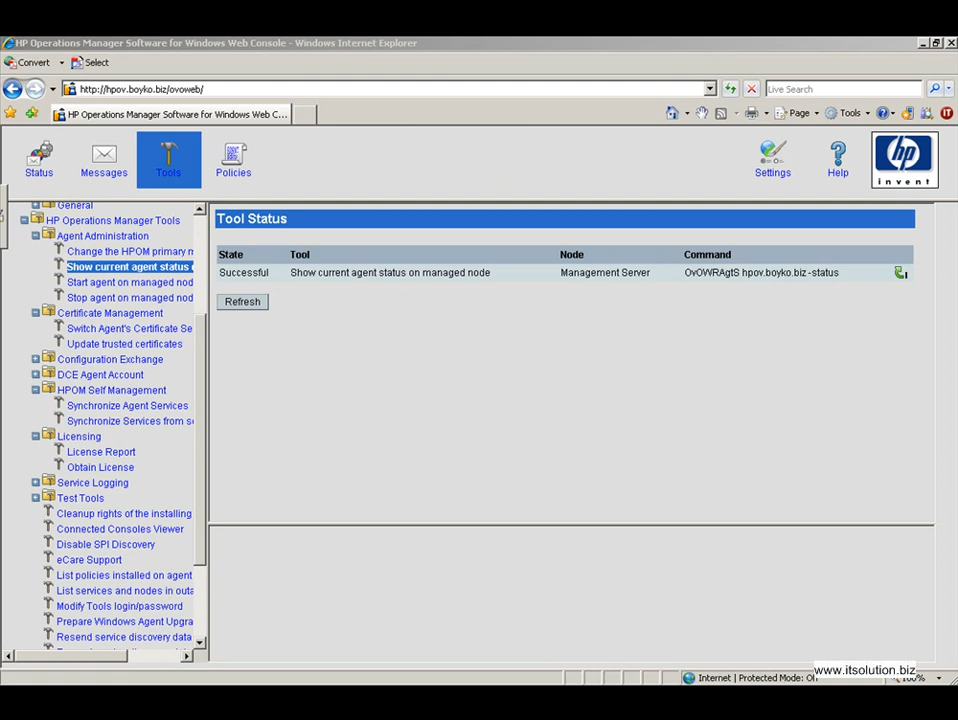 HP Operations Manager Software for Windows Web Console - Windows Internet Explorer
Convert Select
http://hpov.boyko.biz/ovoweb/ Live Search
HP Operations Manager Software for Windows Web C... Page Tools
Status Messages Tools Policies Settings Help
hp
invent
General
HP Operations Manager Tools
Agent Administration
Change the HPOM primary m
Show current agent status
Start agent on managed nod
Stop agent on managed nod
Certificate Management
Switch Agent's Certificate Se
Update trusted certificates
Configuration Exchange
DCE Agent Account
HPOM Self Management
Synchronize Agent Services
Synchronize Services from se
Licensing
License Report
Obtain License
Service Logging
Test Tools
Cleanup rights of the installing
Connected Consoles Viewer
Disable SPI Discovery
eCare Support
List policies installed on agent
List services and nodes in outa
Modify Tools login/password
Prepare Windows Agent Upgra
Resend service discovery data
Tool Status
State Tool Node Command
Successful Show current agent status on managed node Management Server OvOWRAgtS hpov.boyko.biz -status
Refresh
www.itsolution.biz
Internet | Protected Mode: Of 100%